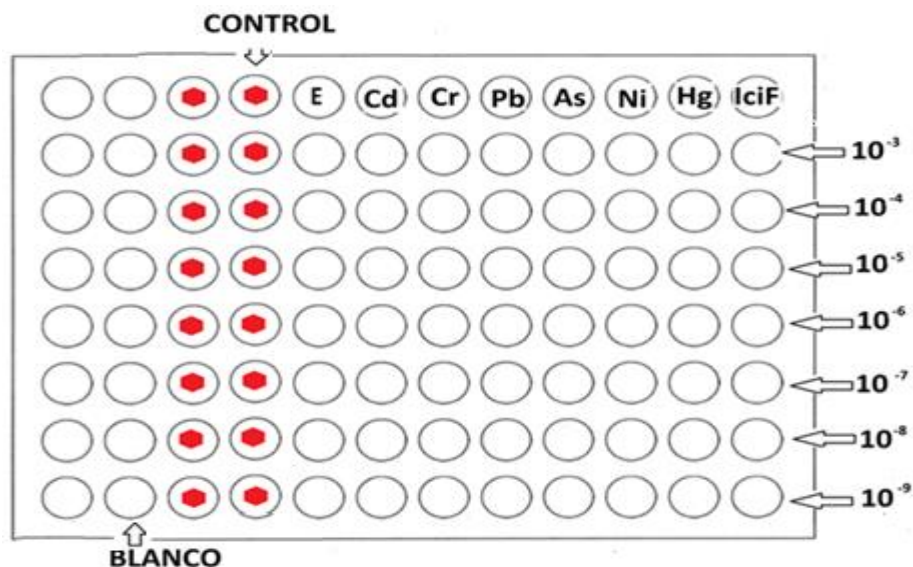 CONTROL
E Cd Cr Pb As Ni Hg IciF
10⁻³
10⁻⁴
10⁻⁵
10⁻⁶
10⁻⁷
10⁻⁸
10⁻⁹
BLANCO